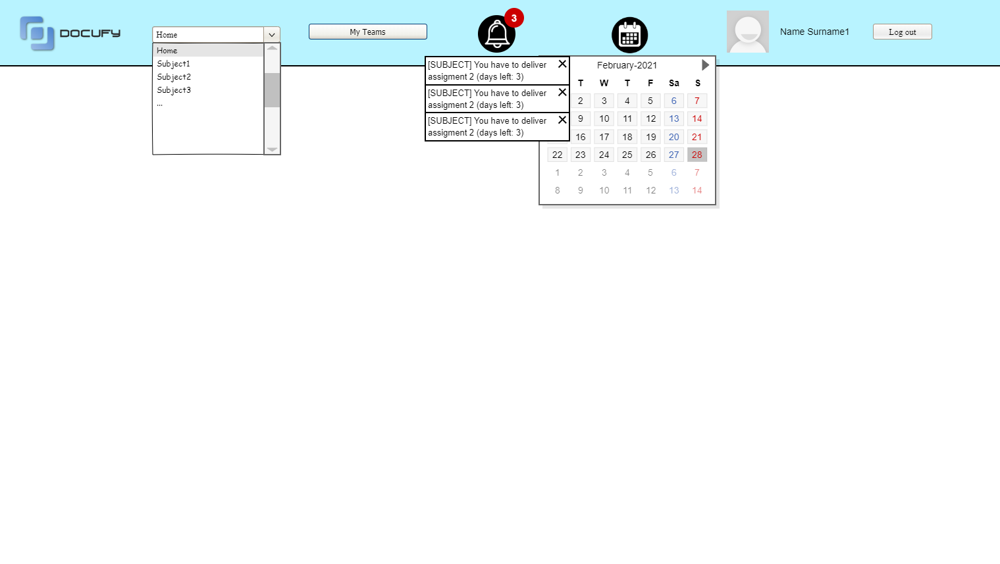 DOCUFY
Home
Home
Subject1
Subject2
Subject3
...
My Teams
3
[SUBJECT] You have to deliver
assigment 2 (days left: 3)
[SUBJECT] You have to deliver
assigment 2 (days left: 3)
[SUBJECT] You have to deliver
assigment 2 (days left: 3)
February-2021
T W T F Sa S
2 3 4 5 6 7
9 10 11 12 13 14
16 17 18 19 20 21
22 23 24 25 26 27 28
1 2 3 4 5 6 7
8 9 10 11 12 13 14
Name Surname1
Log out